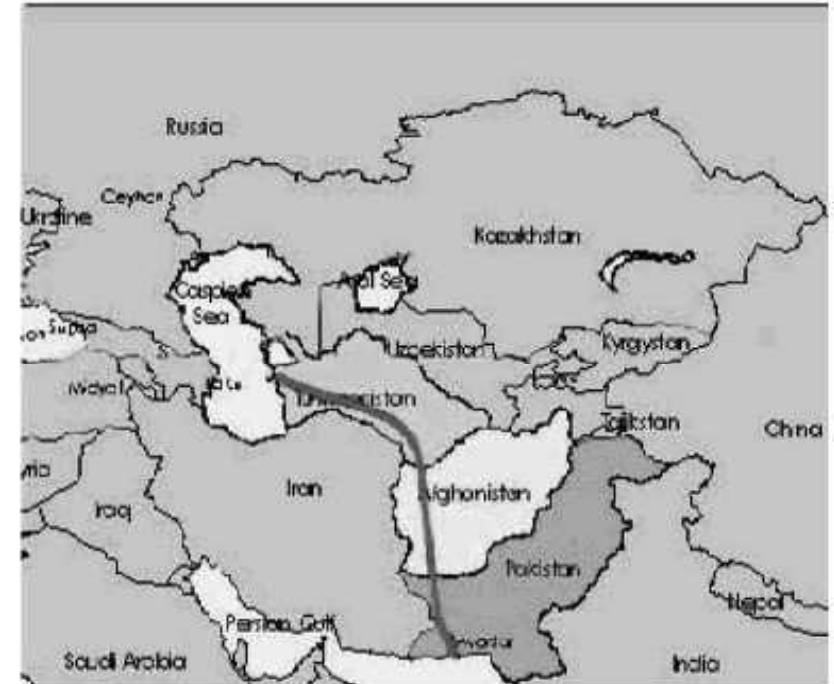 Russia
Ceyhan
Ukraine
Kazakhstan
Aral Sea
Caspian
Sea
Uzbekistan
Kyrgystan
Turkmenistan
Tajikstan
China
Iran
Afghanistan
Iraq
Pakistan
Nepal
Persian Gulf
Saudi Arabia
India